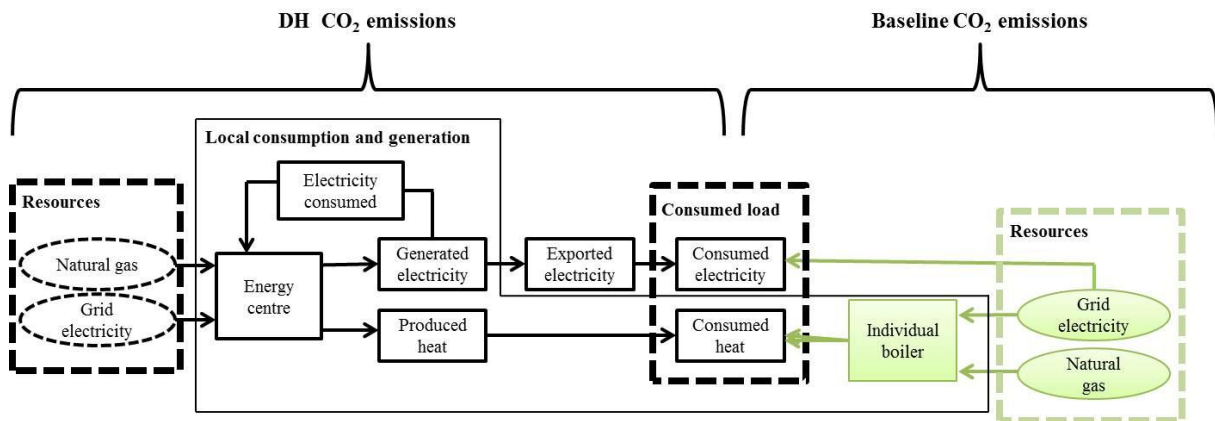 DH CO₂ emissions
Baseline CO₂ emissions
Local consumption and generation
Resources
Natural gas
Grid
electricity
Electricity
consumed
Energy
centre
Generated
electricity
Produced
heat
Exported
electricity
Consumed load
Consumed
electricity
Consumed
heat
Individual
boiler
Resources
Grid
electricity
Natural
gas